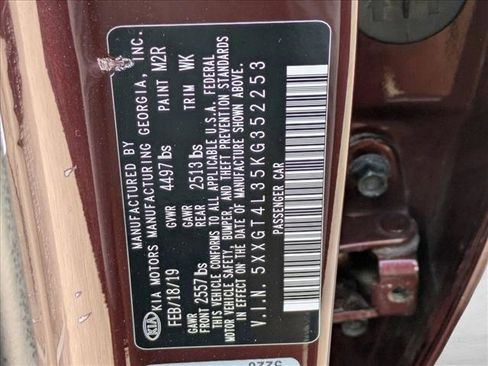 MANUFACTURED BY
KIA KIA MOTORS MANUFACTURING GEORGIA, INC.
FEB/18/19 GVWR 4497 lbs PAINT M2R
GAWR FRONT 2557 lbs GAWR REAR 2513 lbs TRIM WK
THIS VEHICLE CONFORMS TO ALL APPLICABLE U.S.A. FEDERAL
MOTOR VEHICLE SAFETY, BUMPER, AND THEFT PREVENTION STANDARDS
IN EFFECT ON THE DATE OF MANUFACTURE SHOWN ABOVE.
V.I.N. 5XXGT4L35KG352253
PASSENGER CAR